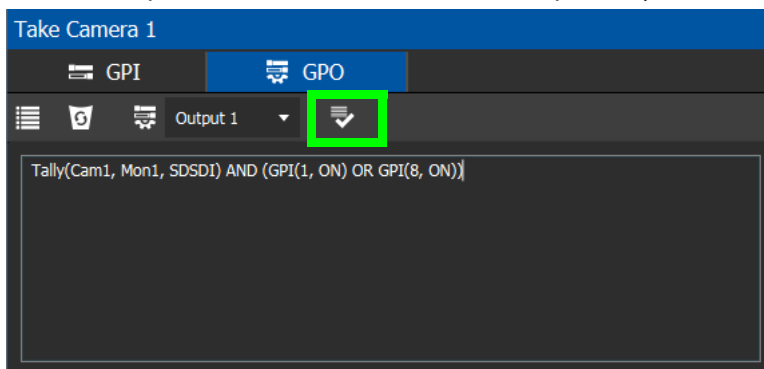 Take Camera 1
GPI
GPO
Output 1
Tally(Cam1, Mon1, SDSDI) AND (GPI(1, ON) OR GPI(8, ON))